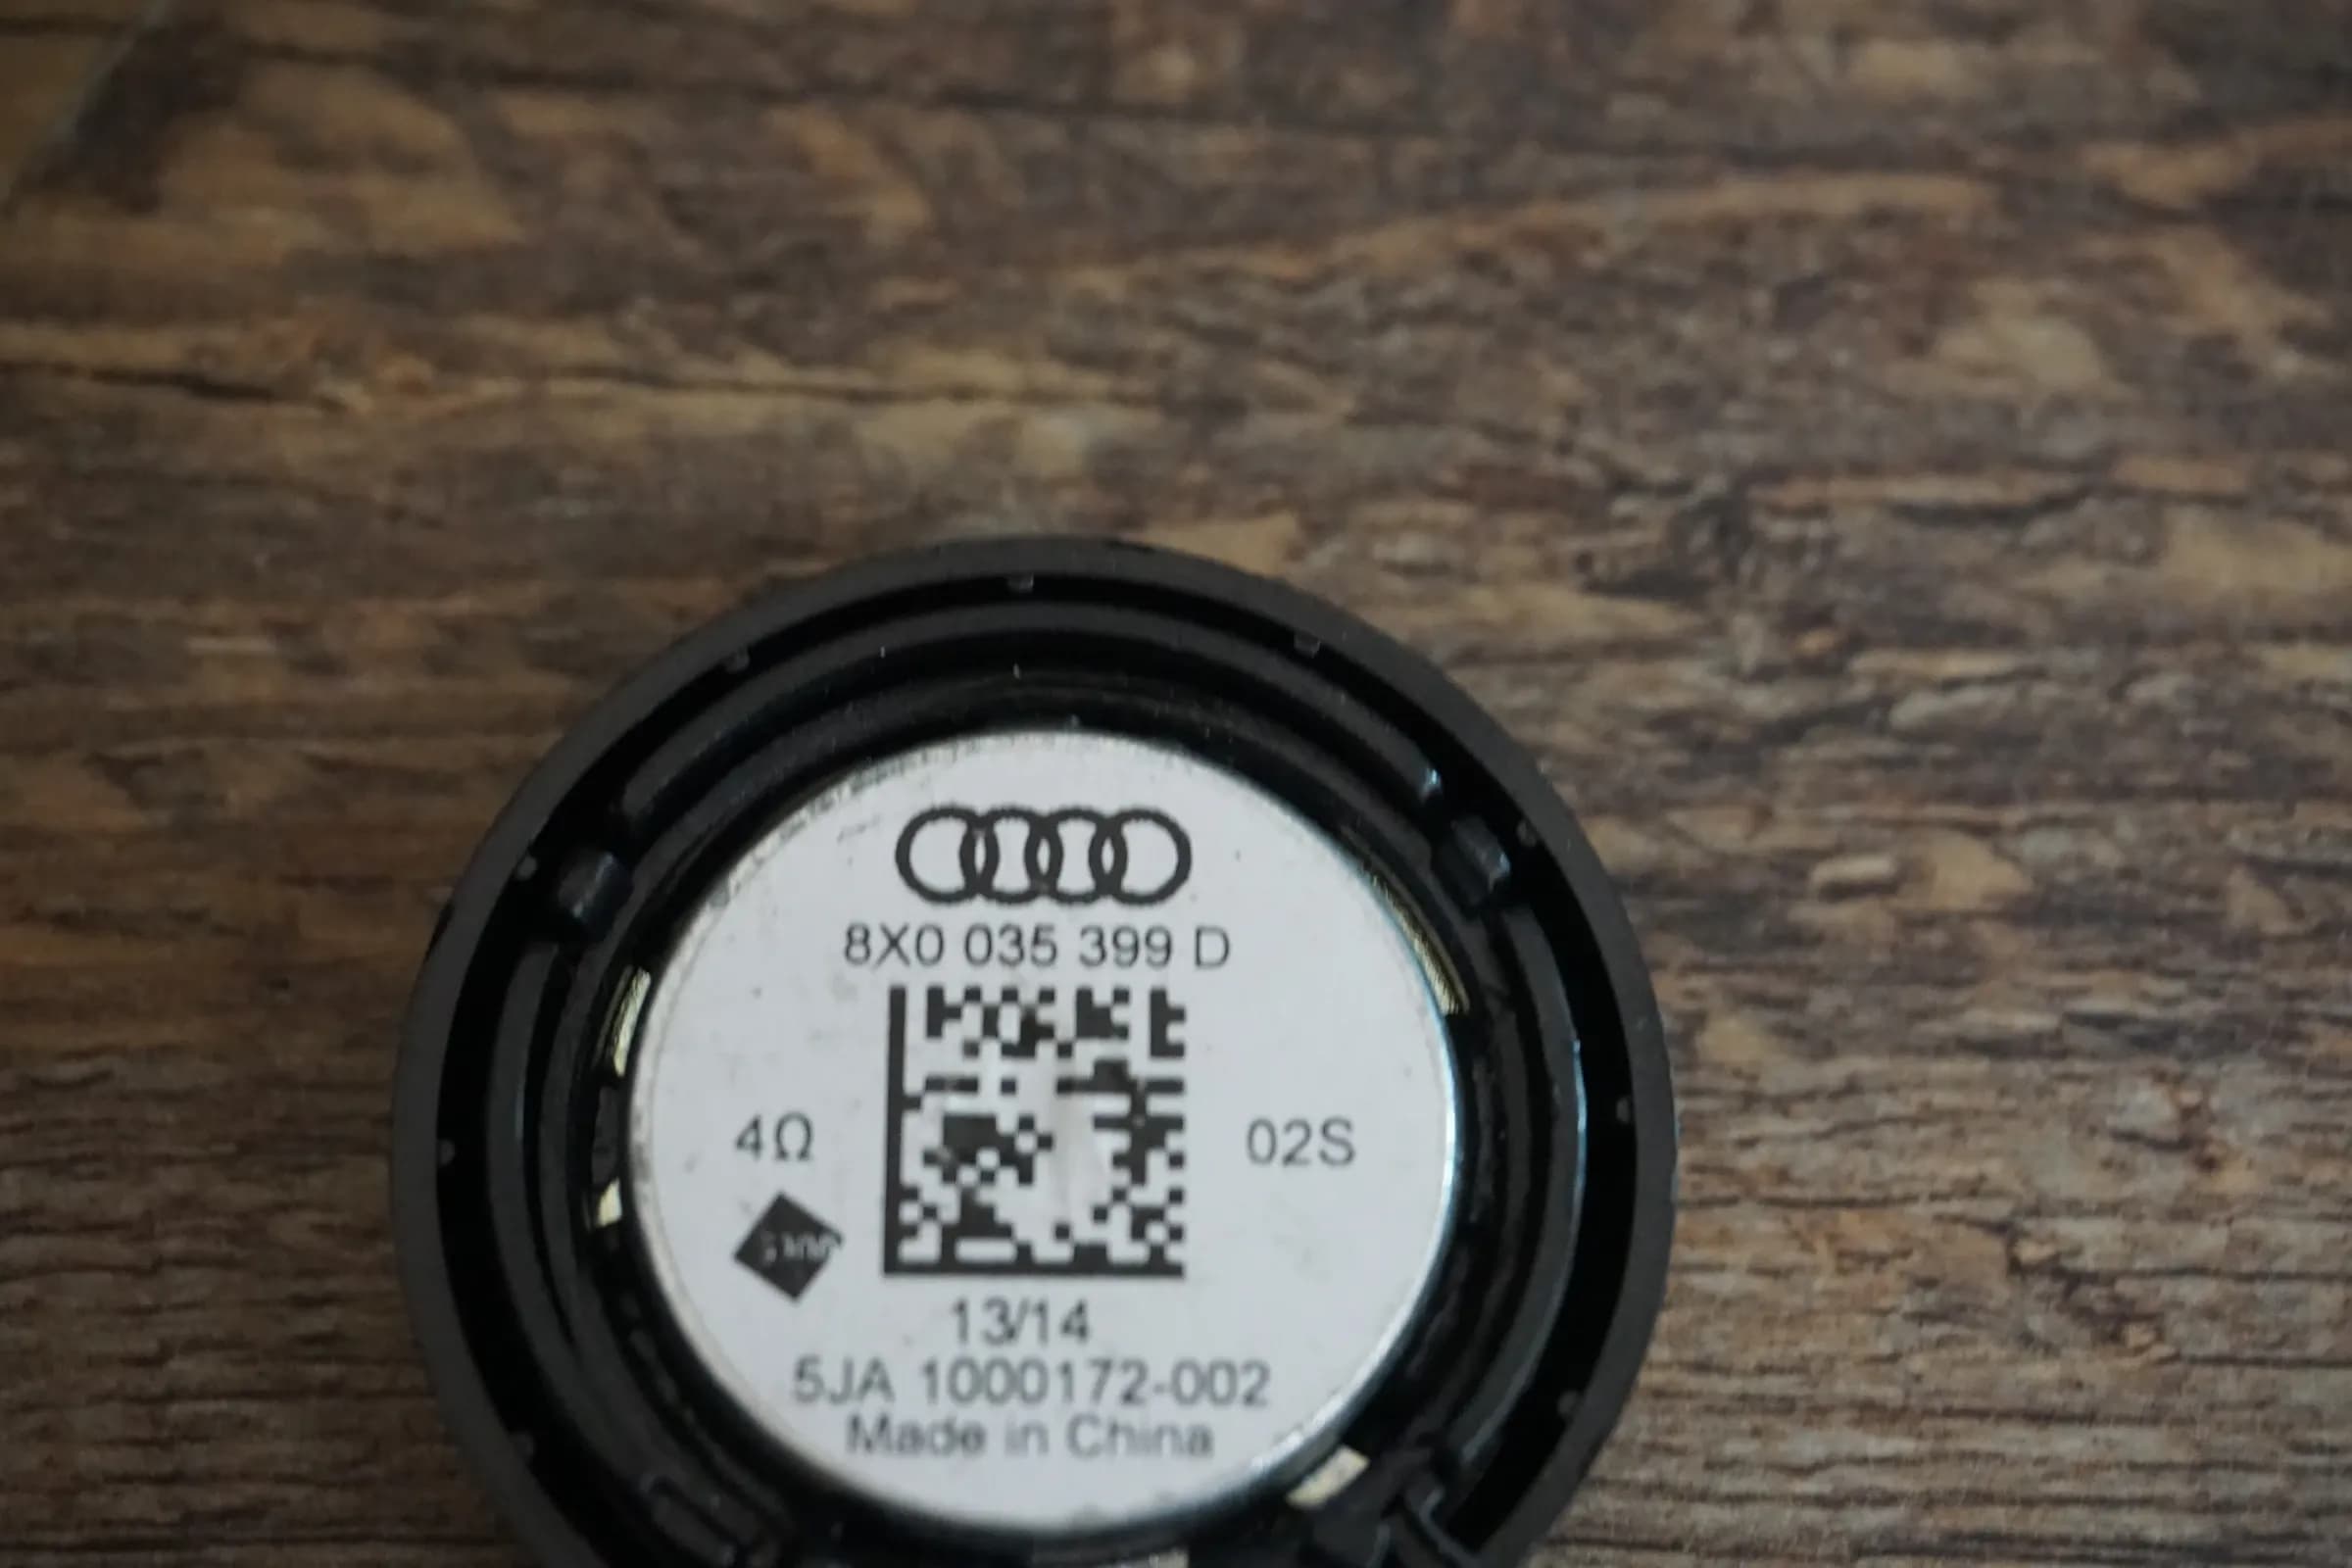 8X0 035 399 D
4Ω
02S
13/14
5JA 1000172-002
Made in China